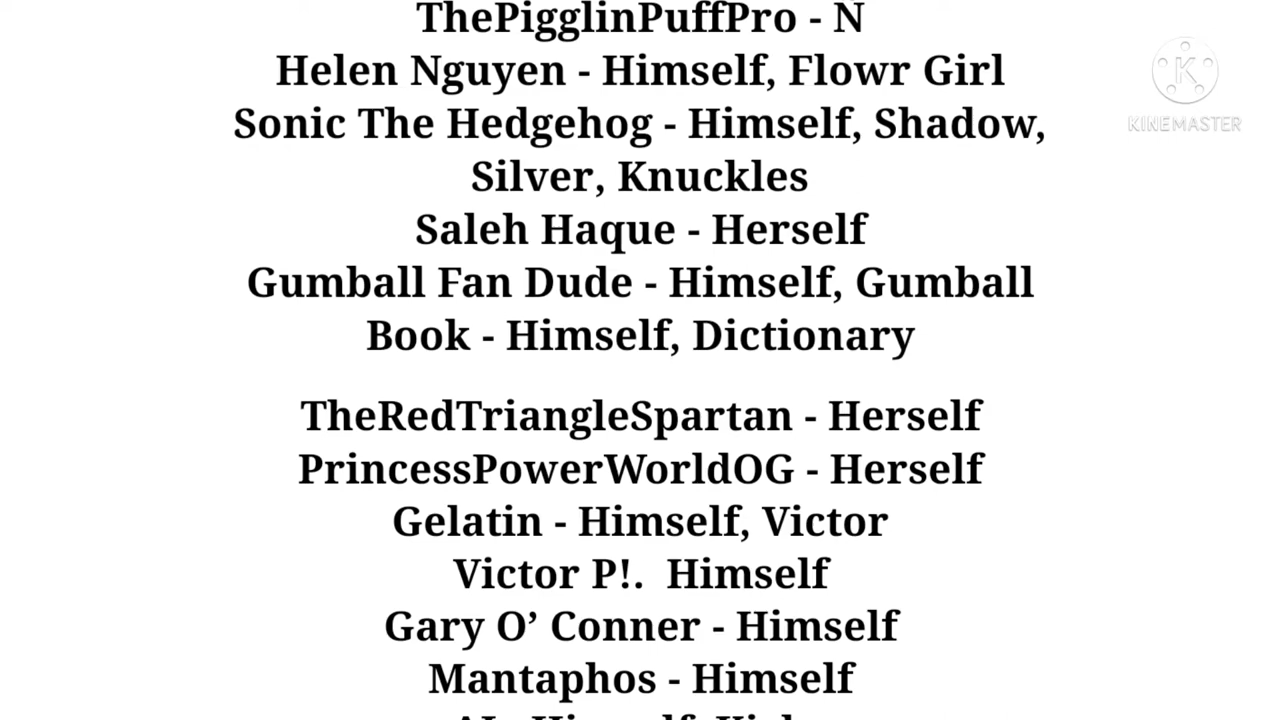 ThePigglinPuffPro - N
Helen Nguyen - Himself, Flowr Girl
Sonic The Hedgehog - Himself, Shadow,
Silver, Knuckles
Saleh Haque - Herself
Gumball Fan Dude - Himself, Gumball
Book - Himself, Dictionary
TheRedTriangleSpartan - Herself
PrincessPowerWorldOG - Herself
Gelatin - Himself, Victor
Victor P!.  Himself
Gary O’ Conner - Himself
Mantaphos - Himself
K
KINEMASTER